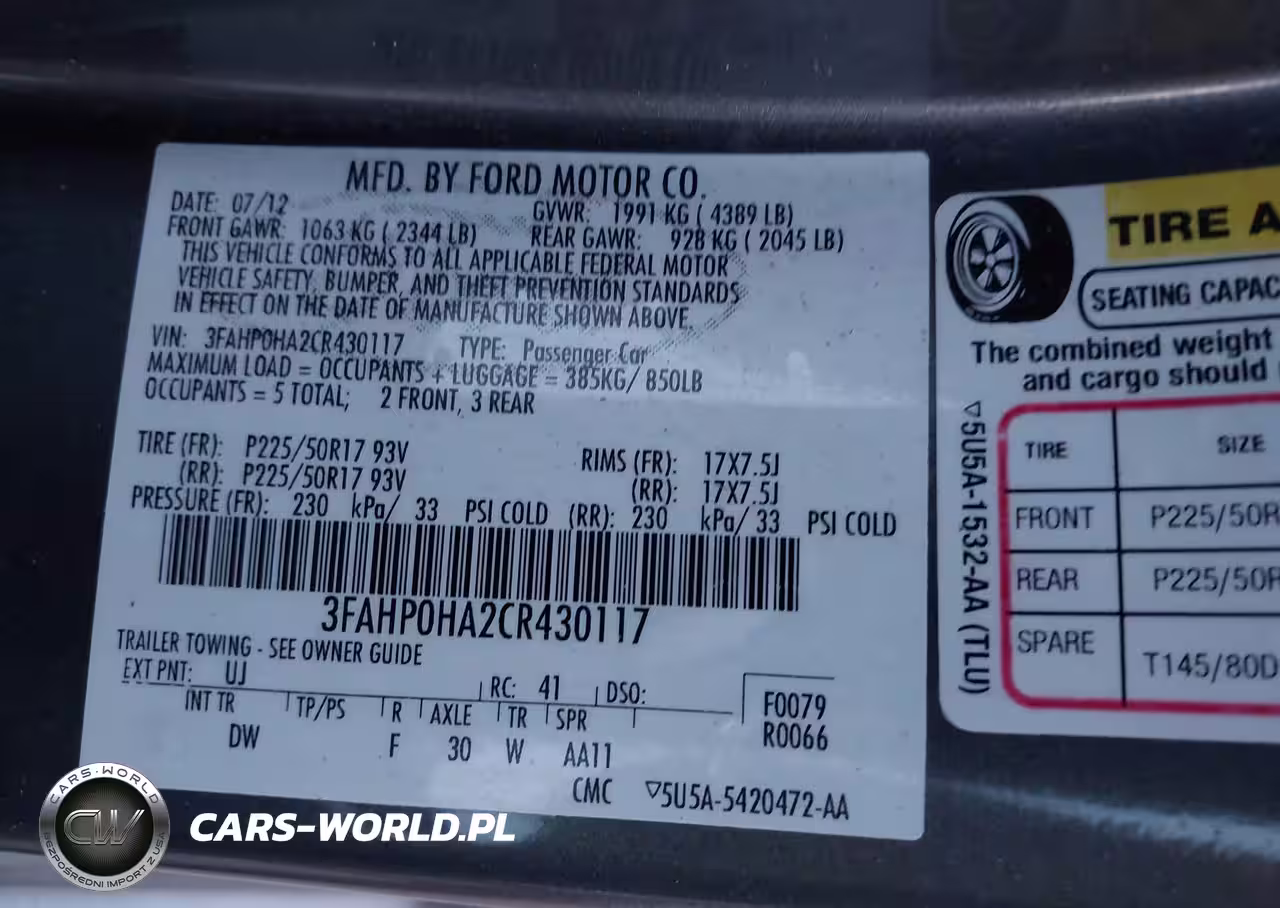 MFD. BY FORD MOTOR CO.
DATE: 07/12 GVWR: 1991 KG ( 4389 LB)
FRONT GAWR: 1063 KG ( 2344 LB) REAR GAWR: 928 KG ( 2045 LB)
THIS VEHICLE CONFORMS TO ALL APPLICABLE FEDERAL MOTOR
VEHICLE SAFETY, BUMPER, AND THEFT PREVENTION STANDARDS
IN EFFECT ON THE DATE OF MANUFACTURE SHOWN ABOVE.
VIN: 3FAHP0HA2CR430117 TYPE: Passenger Car
MAXIMUM LOAD = OCCUPANTS + LUGGAGE = 385KG/ 850LB
OCCUPANTS = 5 TOTAL; 2 FRONT, 3 REAR
TIRE (FR): P225/50R17 93V RIMS (FR): 17X7.5J
(RR): P225/50R17 93V (RR): 17X7.5J
PRESSURE (FR): 230 kPa/ 33 PSI COLD (RR): 230 kPa/ 33 PSI COLD
3FAHP0HA2CR430117
TRAILER TOWING - SEE OWNER GUIDE
EXT PNT: UJ RC: 41 DSO:
INT TR TP/PS R AXLE TR SPR F0079
DW F 30 W AA11 R0066
CMC ▽5U5A-5420472-AA
TIRE A
SEATING CAPAC
The combined weight
and cargo should
▽5U5A-1532-AA (TLU)
TIRE SIZE
FRONT P225/50R
REAR P225/50R
SPARE T145/80D
CARS-WORLD
CW
BEZPOŚREDNI IMPORT Z USA
CARS-WORLD.PL